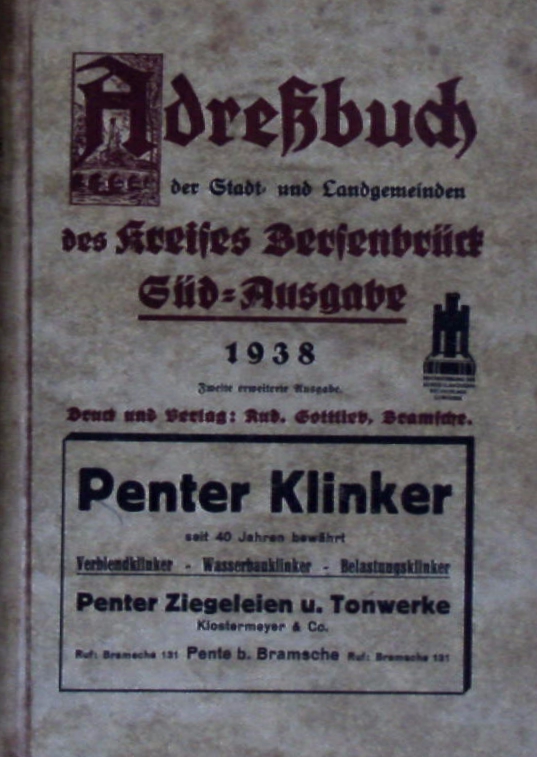 Adreßbuch
der Stadt- und Landgemeinden
des Kreises Bersenbrück
Süd=Ausgabe
1938
Zweite erweiterte Ausgabe.
Druck und Verlag: Rud. Gottlieb, Bramsche.
Penter Klinker
seit 40 Jahren bewährt
Verblendklinker - Wasserbauklinker - Belastungsklinker
Penter Ziegeleien u. Tonwerke
Klostermeyer & Co.
Ruf: Bramsche 131 Pente b. Bramsche Ruf: Bramsche 131